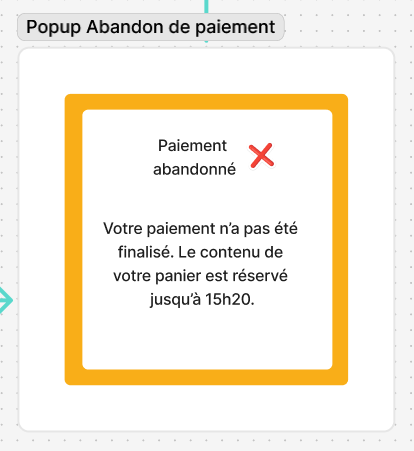 Popup Abandon de paiement
Paiement
abandonné
Votre paiement n’a pas été
finalisé. Le contenu de
votre panier est réservé
jusqu’à 15h20.